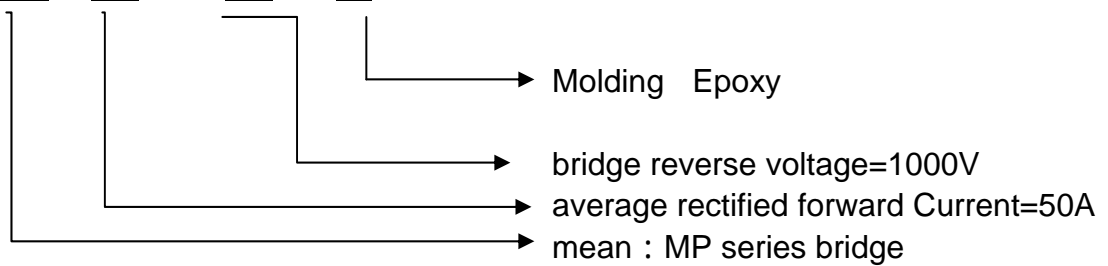 Molding Epoxy
bridge reverse voltage=1000V
average rectified forward Current=50A
mean：MP series bridge